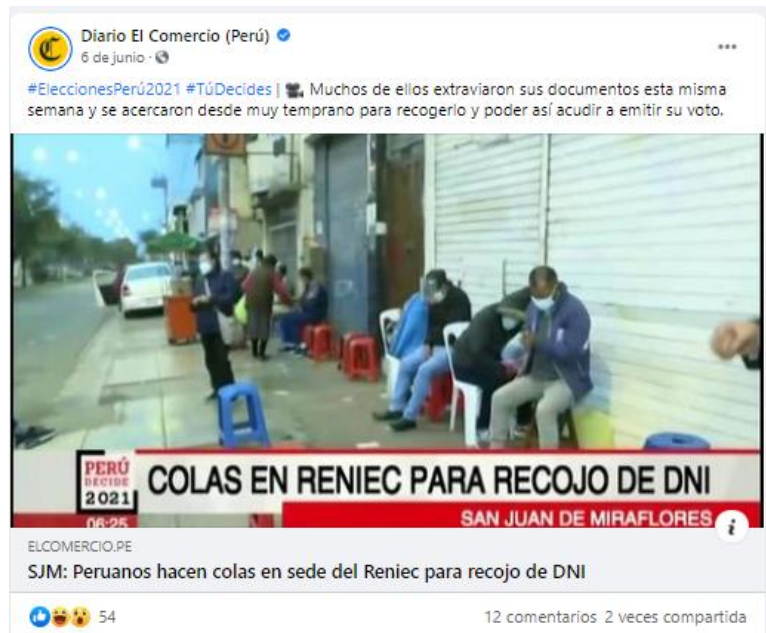 Diario El Comercio (Perú)
6 de junio ·
#EleccionesPerú2021 #TúDecides | Muchos de ellos extraviaron sus documentos esta misma
semana y se acercaron desde muy temprano para recogerlo y poder así acudir a emitir su voto.
PERÚ
DECIDE
2021
COLAS EN RENIEC PARA RECOJO DE DNI
06:25
SAN JUAN DE MIRAFLORES
ELCOMERCIO.PE
SJM: Peruanos hacen colas en sede del Reniec para recojo de DNI
54
12 comentarios 2 veces compartida